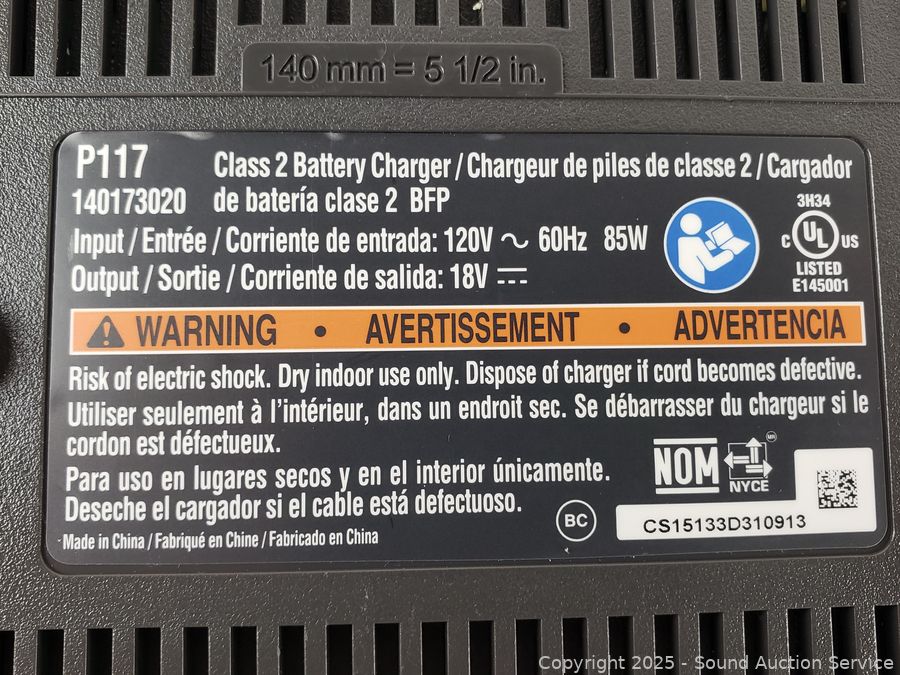 140 mm = 5 1/2 in.
P117 Class 2 Battery Charger / Chargeur de piles de classe 2 / Cargador
140173020 de batería clase 2 BFP
Input / Entrée / Corriente de entrada: 120V ~ 60Hz 85W
Output / Sortie / Corriente de salida: 18V ⎓
3H34
C UL US
LISTED
E145001
⚠ WARNING • AVERTISSEMENT • ADVERTENCIA
Risk of electric shock. Dry indoor use only. Dispose of charger if cord becomes defective.
Utiliser seulement à l'intérieur, dans un endroit sec. Se débarrasser du chargeur si le
cordon est défectueux.
Para uso en lugares secos y en el interior únicamente.
Deseche el cargador si el cable está defectuoso.
Made in China / Fabriqué en Chine / Fabricado en China
NOM
MR
NYCE
BC
CS15133D310913
Copyright 2025 - Sound Auction Service